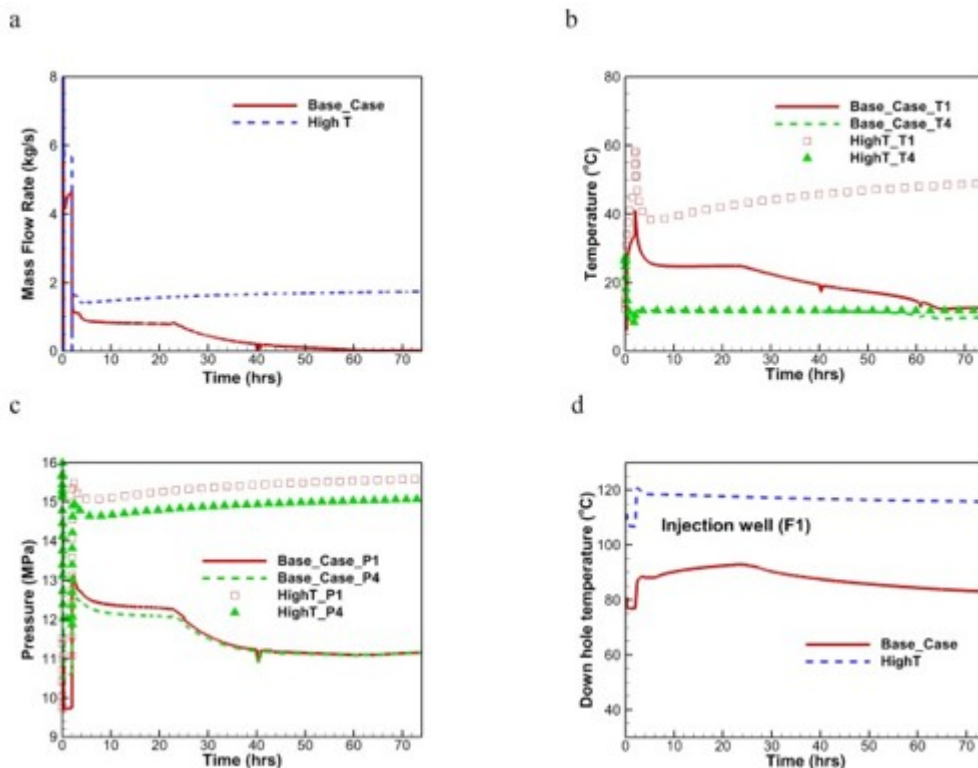 a
8
6
4
2
0
Mass Flow Rate (kg/s)
Base_Case
High T
0 10 20 30 40 50 60 70
Time (hrs)
b
80
60
40
20
0
Temperature (°C)
Base_Case_T1
Base_Case_T4
HighT_T1
HighT_T4
0 10 20 30 40 50 60 70
Time (hrs)
c
16
15
14
13
12
11
10
9
Pressure (MPa)
Base_Case_P1
Base_Case_P4
HighT_P1
HighT_P4
0 10 20 30 40 50 60 70
Time (hrs)
d
120
100
80
60
40
Down hole temperature (°C)
Injection well (F1)
Base_Case
HighT
0 10 20 30 40 50 60 70
Time (hrs)